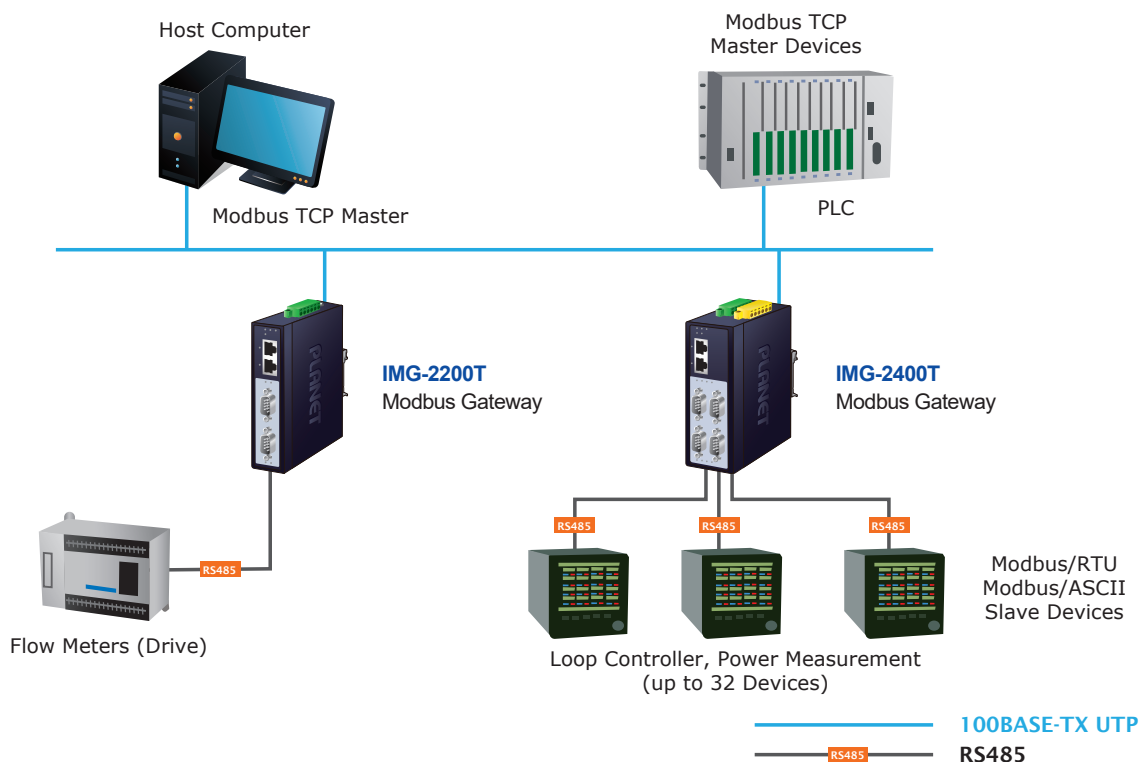 Host Computer
Modbus TCP
Master Devices
Modbus TCP Master
PLC
PLANET
IMG-2200T
Modbus Gateway
PLANET
IMG-2400T
Modbus Gateway
RS485
Flow Meters (Drive)
RS485
RS485
RS485
Modbus/RTU
Modbus/ASCII
Slave Devices
Loop Controller, Power Measurement
(up to 32 Devices)
100BASE-TX UTP
RS485
RS485